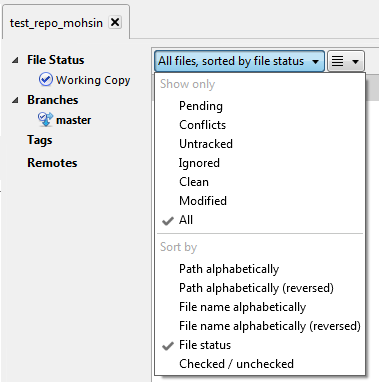 test_repo_mohsin
File Status
Working Copy
Branches
master
Tags
Remotes
All files, sorted by file status
Show only
Pending
Conflicts
Untracked
Ignored
Clean
Modified
All
Sort by
Path alphabetically
Path alphabetically (reversed)
File name alphabetically
File name alphabetically (reversed)
File status
Checked / unchecked